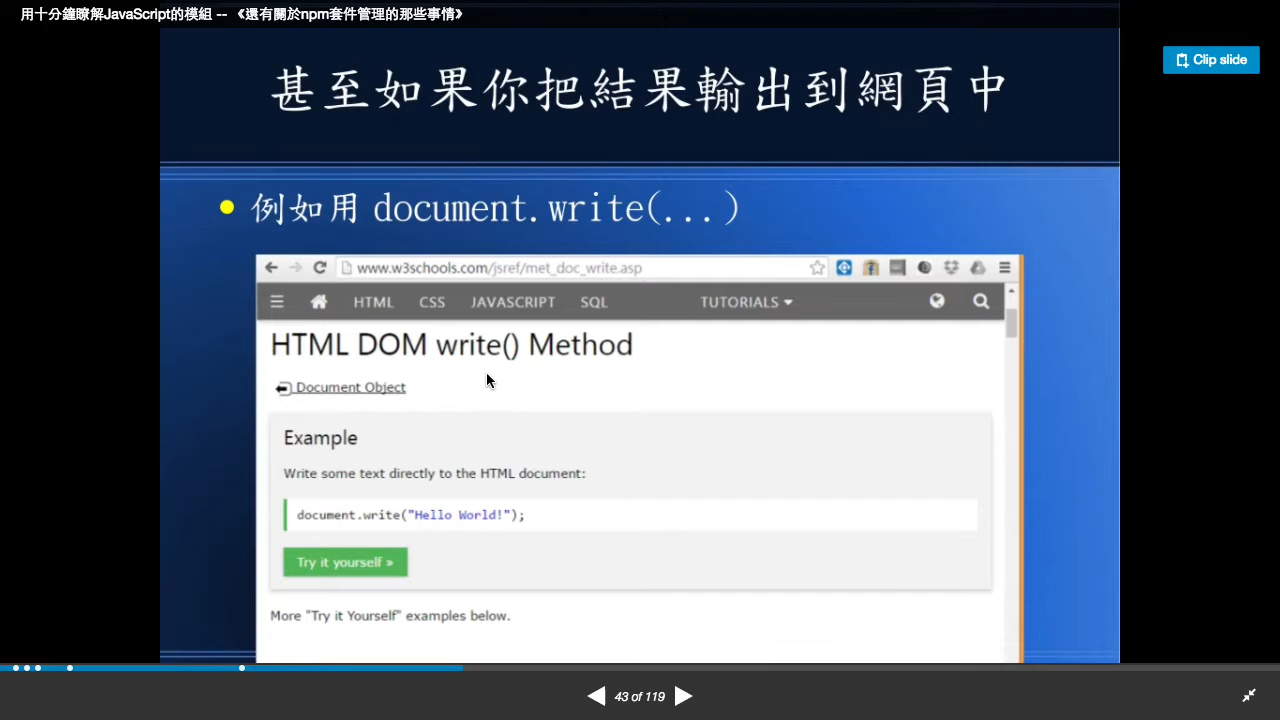 用十分鐘瞭解JavaScript的模組 -- 《還有關於npm套件管理的那些事情》
Clip slide
甚至如果你把結果輸出到網頁中
例如用 document.write(...)
www.w3schools.com/jsref/met_doc_write.asp
HTML CSS JAVASCRIPT SQL TUTORIALS
HTML DOM write() Method
Document Object
Example
Write some text directly to the HTML document:
document.write("Hello World!");
Try it yourself »
More "Try it Yourself" examples below.
43 of 119